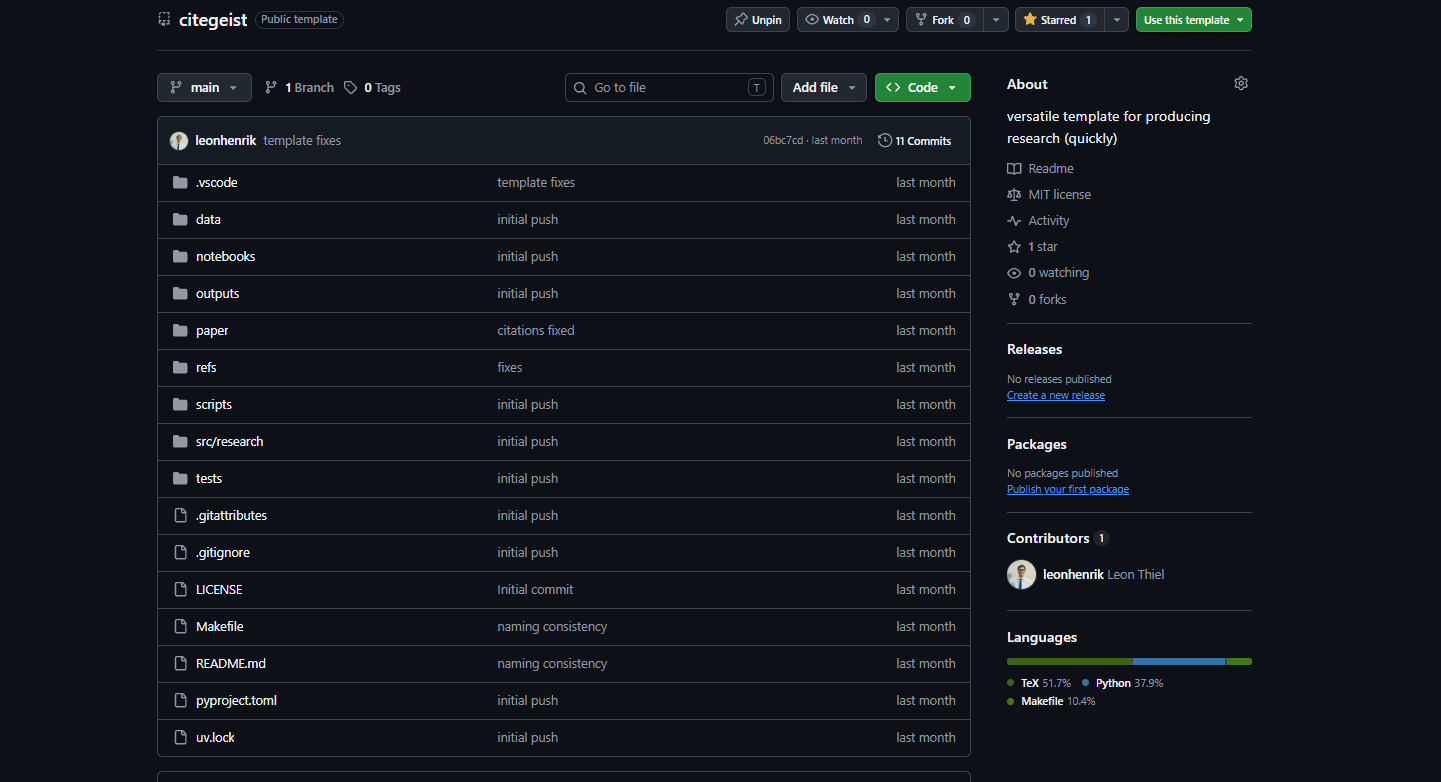 citegeist Public template Unpin Watch 0 Fork 0 Starred 1 Use this template
main 1 Branch 0 Tags Go to file T Add file Code
leonhenrik template fixes 06bc7cd · last month 11 Commits
.vscode template fixes last month
data initial push last month
notebooks initial push last month
outputs initial push last month
paper citations fixed last month
refs fixes last month
scripts initial push last month
src/research initial push last month
tests initial push last month
.gitattributes initial push last month
.gitignore initial push last month
LICENSE Initial commit last month
Makefile naming consistency last month
README.md naming consistency last month
pyproject.toml initial push last month
uv.lock initial push last month
About
versatile template for producing
research (quickly)
Readme
MIT license
Activity
1 star
0 watching
0 forks
Releases
No releases published
Create a new release
Packages
No packages published
Publish your first package
Contributors 1
leonhenrik Leon Thiel
Languages
TeX 51.7% Python 37.9%
Makefile 10.4%